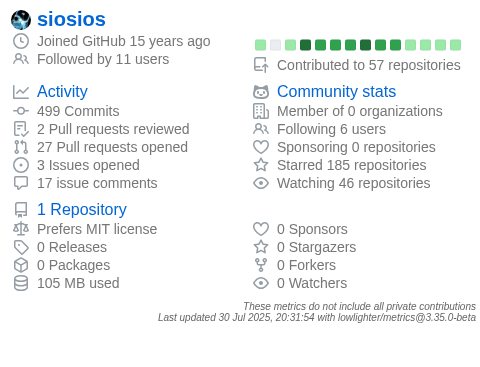 siosios
Joined GitHub 15 years ago
Followed by 11 users
Contributed to 57 repositories
Activity
499 Commits
2 Pull requests reviewed
27 Pull requests opened
3 Issues opened
17 issue comments
Community stats
Member of 0 organizations
Following 6 users
Sponsoring 0 repositories
Starred 185 repositories
Watching 46 repositories
1 Repository
Prefers MIT license
0 Releases
0 Packages
105 MB used
0 Sponsors
0 Stargazers
0 Forkers
0 Watchers
These metrics do not include all private contributions
Last updated 30 Jul 2025, 20:31:54 with lowlighter/metrics@3.35.0-beta